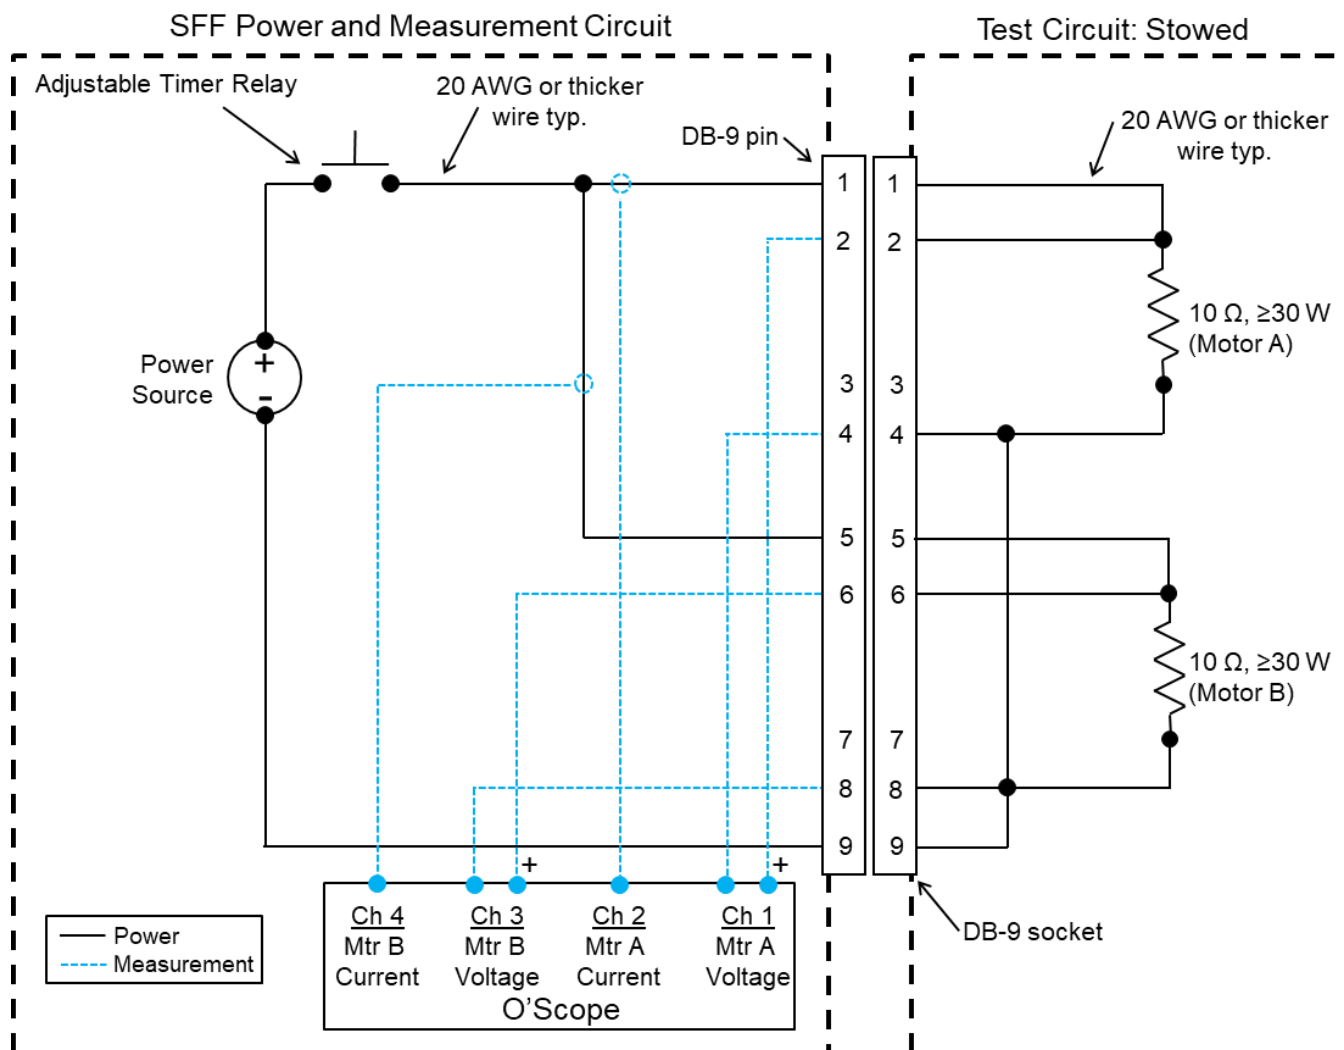 SFF Power and Measurement Circuit
Test Circuit: Stowed
Adjustable Timer Relay
20 AWG or thicker
wire typ.
DB-9 pin
20 AWG or thicker
wire typ.
1
2
3
4
5
6
7
8
9
1
2
3
4
5
6
7
8
9
Power
Source
+
-
10 Ω, ≥30 W
(Motor A)
10 Ω, ≥30 W
(Motor B)
+
+
Ch 4
Mtr B
Current
Ch 3
Mtr B
Voltage
Ch 2
Mtr A
Current
Ch 1
Mtr A
Voltage
O'Scope
Power
Measurement
DB-9 socket